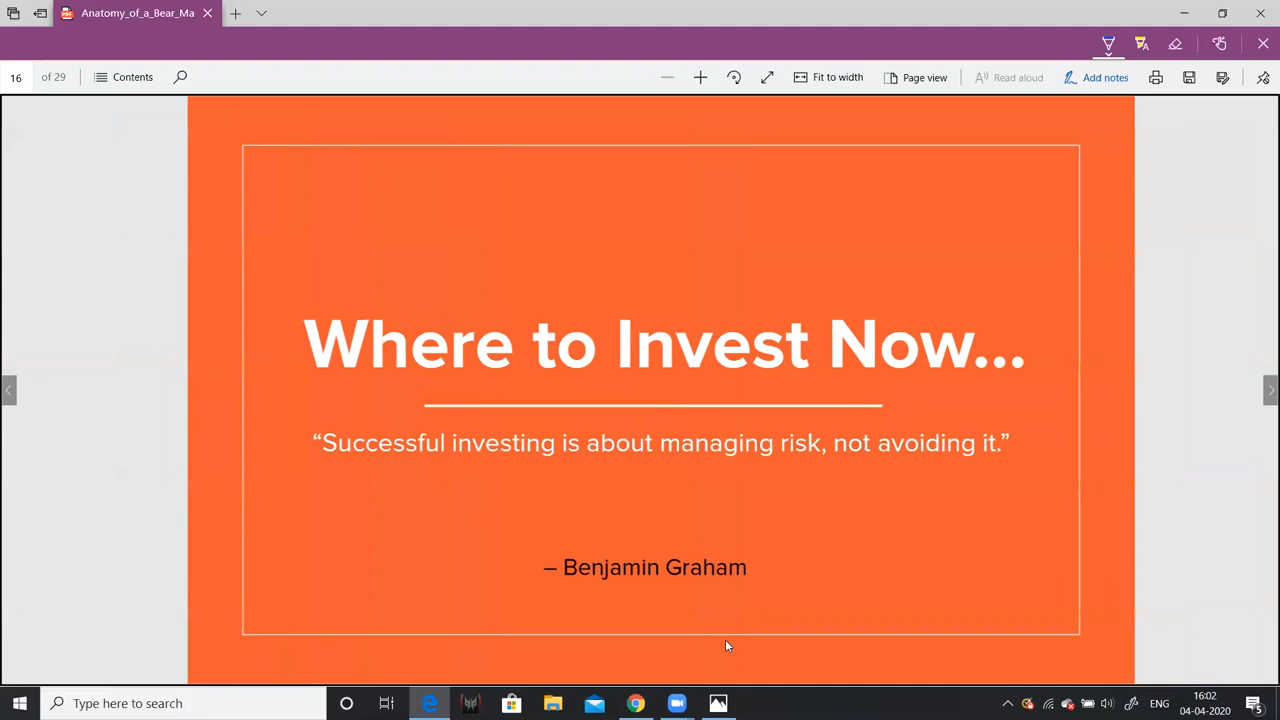 Anatomy_of_a_Bear_Ma
16 of 29 Contents Fit to width Page view Read aloud Add notes
Where to Invest Now...
“Successful investing is about managing risk, not avoiding it.”
– Benjamin Graham
Type here to search
ENG
16:02
04-04-2020
5